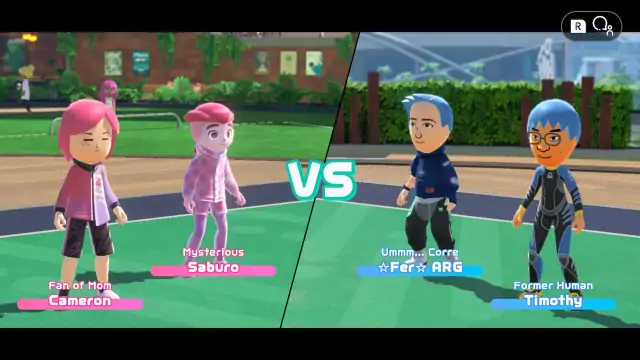 R
VS
Mysterious
Saburo
Fan of Mom
Cameron
Ummm... Corre
☆Fer☆ ARG
Former Human
Timothy